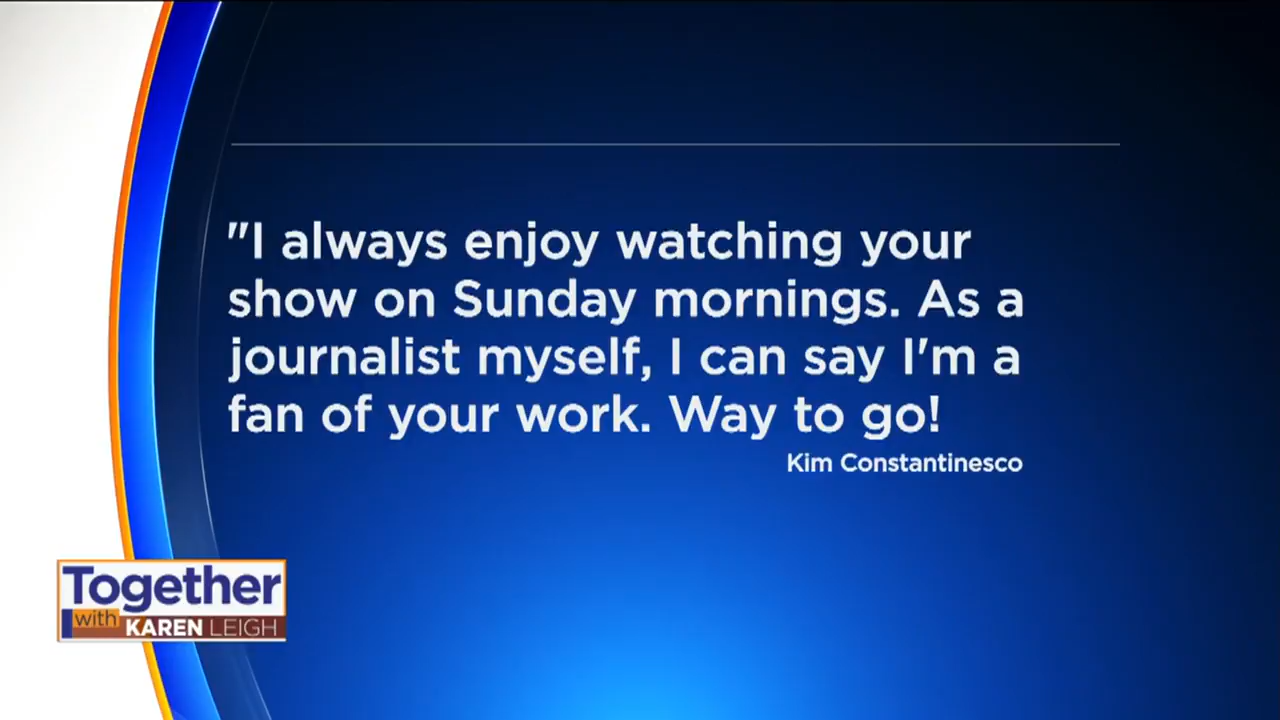 "I always enjoy watching your
show on Sunday mornings. As a
journalist myself, I can say I'm a
fan of your work. Way to go!
Kim Constantinesco
Together
with KAREN LEIGH